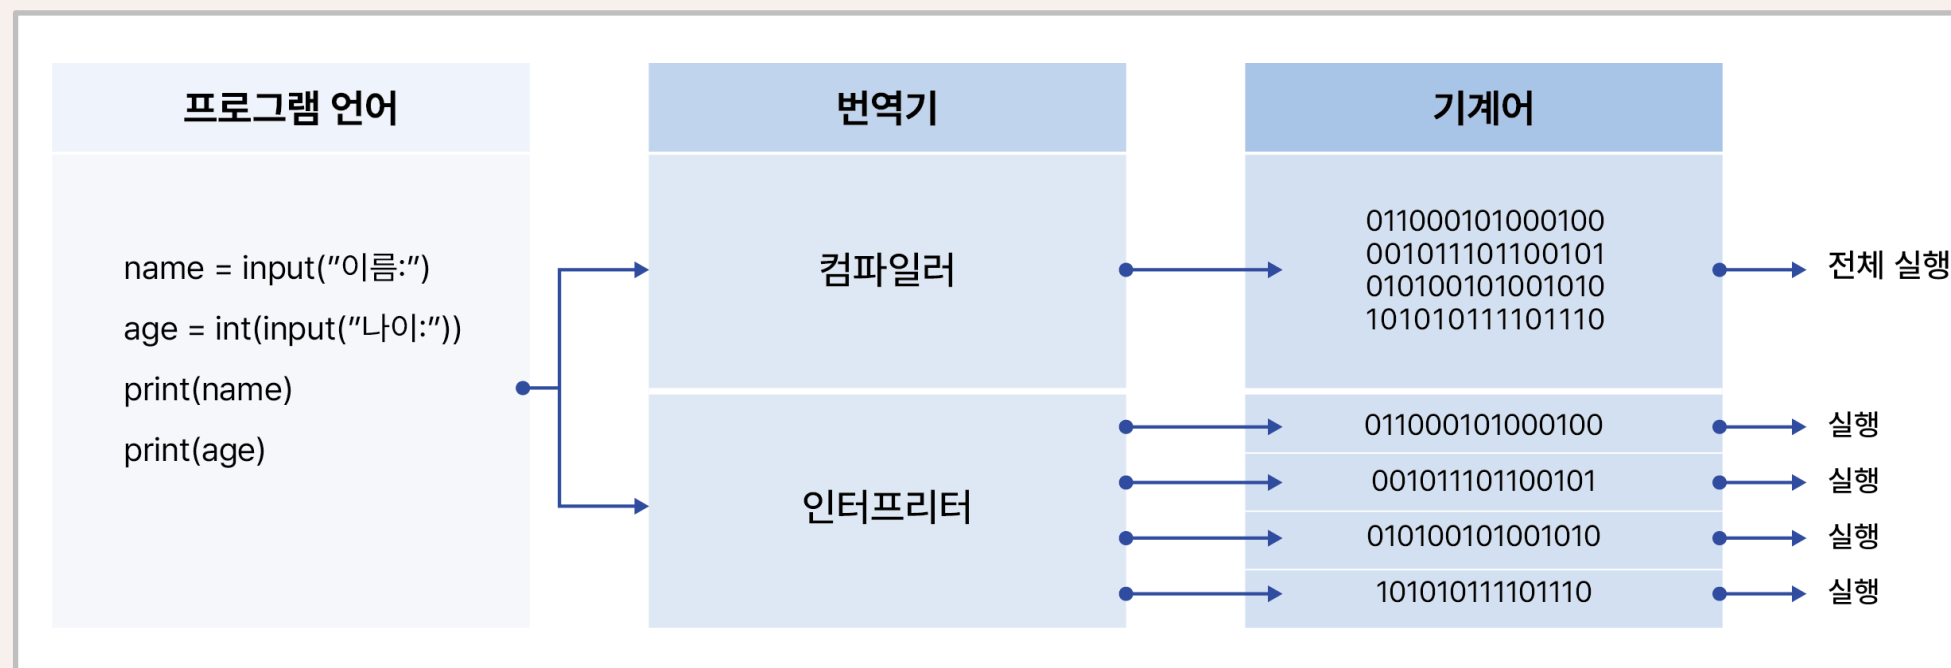 프로그램 언어
name = input(”이름:”)
age = int(input(”나이:”))
print(name)
print(age)
번역기
컴파일러
인터프리터
기계어
011000101000100
001011101100101
010100101001010
101010111101110
전체 실행
011000101000100
실행
001011101100101
실행
010100101001010
실행
101010111101110
실행